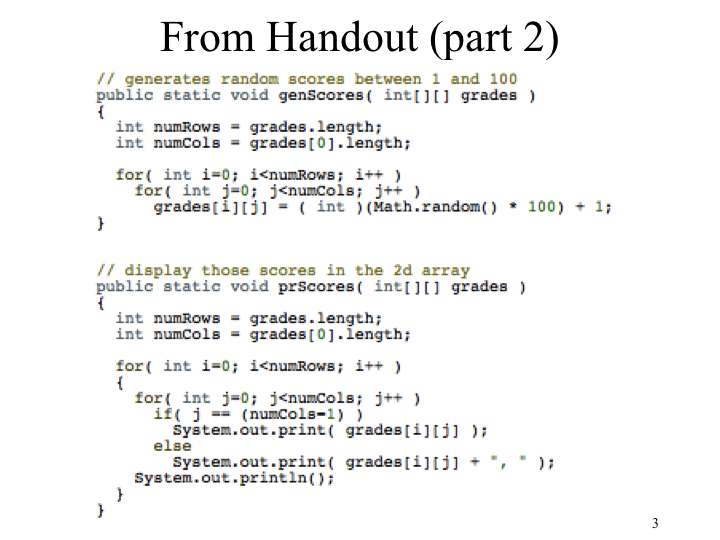 From Handout (part 2)
// generates random scores between 1 and 100
public static void genScores( int[][] grades )
{
  int numRows = grades.length;
  int numCols = grades[0].length;

  for( int i=0; i<numRows; i++ )
    for( int j=0; j<numCols; j++ )
      grades[i][j] = ( int )(Math.random() * 100) + 1;
}

// display those scores in the 2d array
public static void prScores( int[][] grades )
{
  int numRows = grades.length;
  int numCols = grades[0].length;

  for( int i=0; i<numRows; i++ )
  {
    for( int j=0; j<numCols; j++ )
      if( j == (numCols-1) )
        System.out.print( grades[i][j] );
      else
        System.out.print( grades[i][j] + ", " );
    System.out.println();
  }
}
3